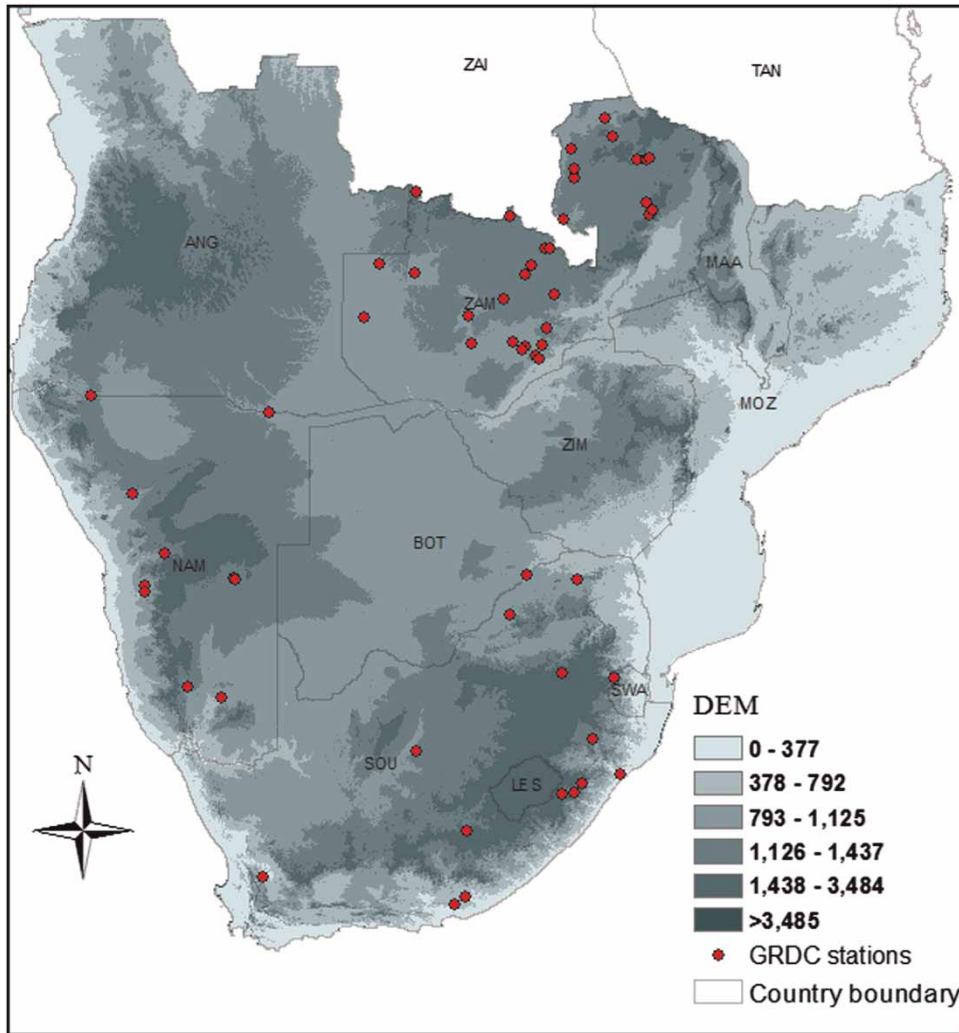 ZAI
TAN
ANG
MAA
ZAM
MOZ
ZIM
BOT
NAM
SWA
SOU
LES
N
DEM
0 - 377
378 - 792
793 - 1,125
1,126 - 1,437
1,438 - 3,484
>3,485
GRDC stations
Country boundary